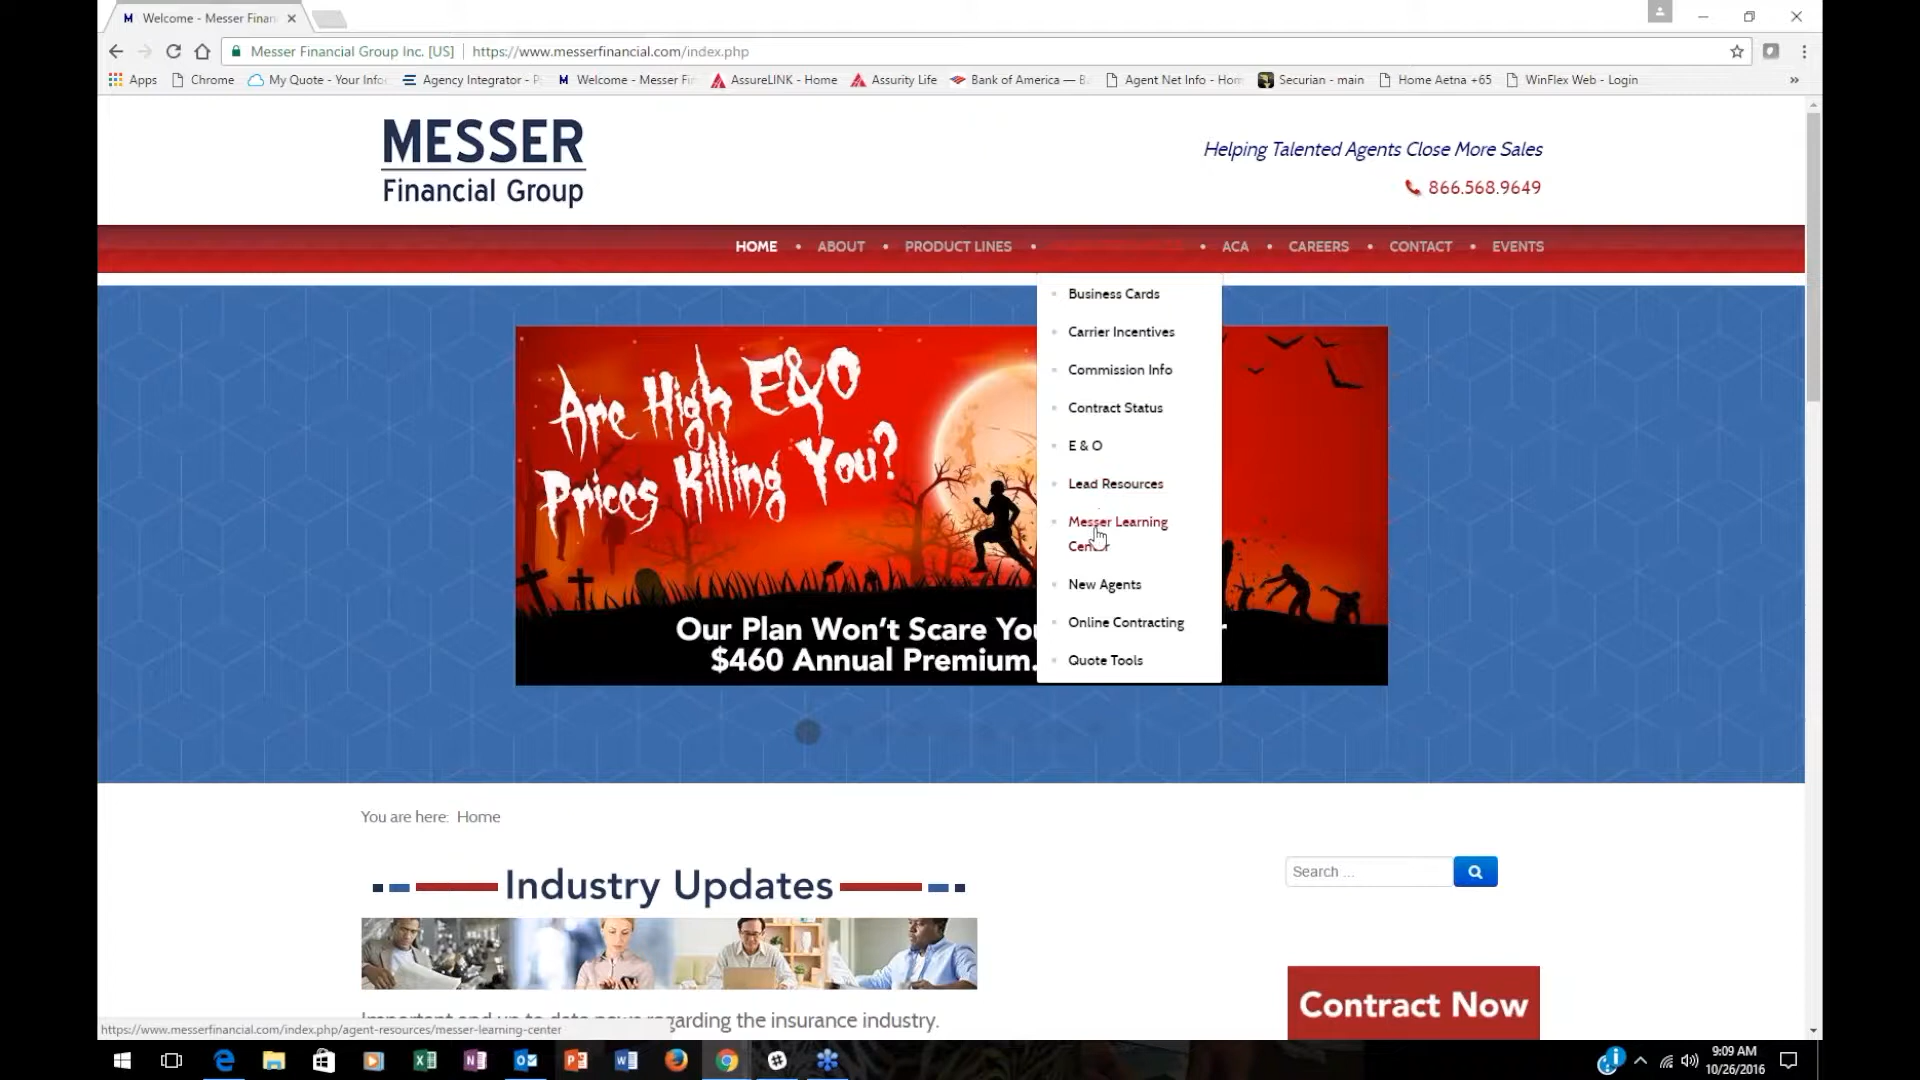 M Welcome - Messer Finan
Messer Financial Group Inc. [US] https://www.messerfinancial.com/index.php
Apps Chrome My Quote - Your Info Agency Integrator - P Welcome - Messer Fin AssureLINK - Home Assurity Life Bank of America — B Agent Net Info - Hom Securian - main Home Aetna +65 WinFlex Web - Login »
MESSER
Financial Group
Helping Talented Agents Close More Sales
866.568.9649
HOME • ABOUT • PRODUCT LINES • • ACA • CAREERS • CONTACT • EVENTS
Business Cards
Carrier Incentives
Commission Info
Contract Status
E & O
Lead Resources
Messer Learning
Center
New Agents
Online Contracting
Quote Tools
Are High E&O
Prices Killing You?
Our Plan Won't Scare You
$460 Annual Premium.
You are here: Home
Industry Updates
Search ...
Contract Now
regarding the insurance industry.
https://www.messerfinancial.com/index.php/agent-resources/messer-learning-center
9:09 AM
10/26/2016